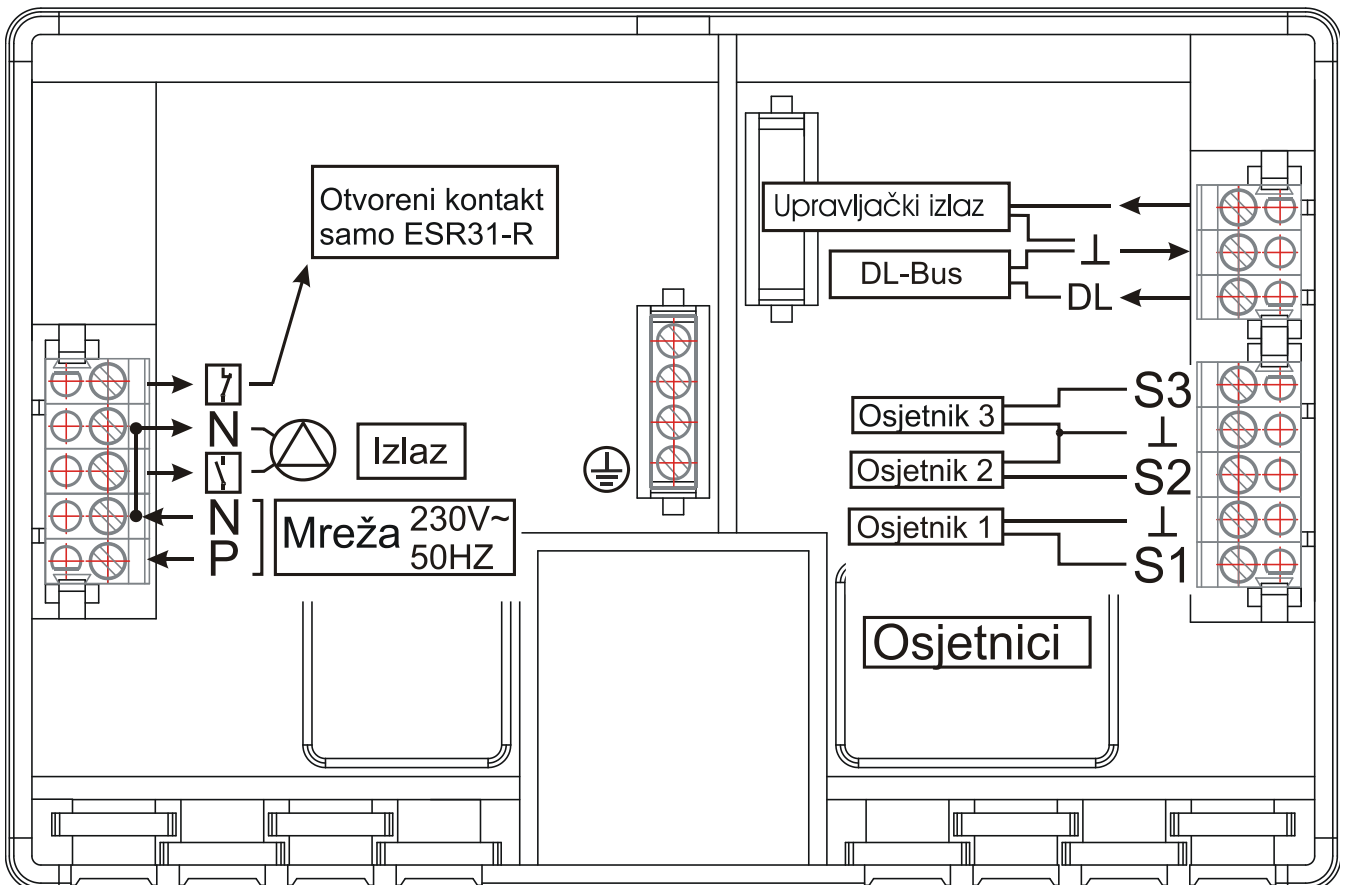 Otvoreni kontakt
samo ESR31-R
N
Izlaz
N
P
Mreža 230V~
50HZ
Upravljački izlaz
DL-Bus
DL
S3
Osjetnik 3
Osjetnik 2
S2
Osjetnik 1
S1
Osjetnici